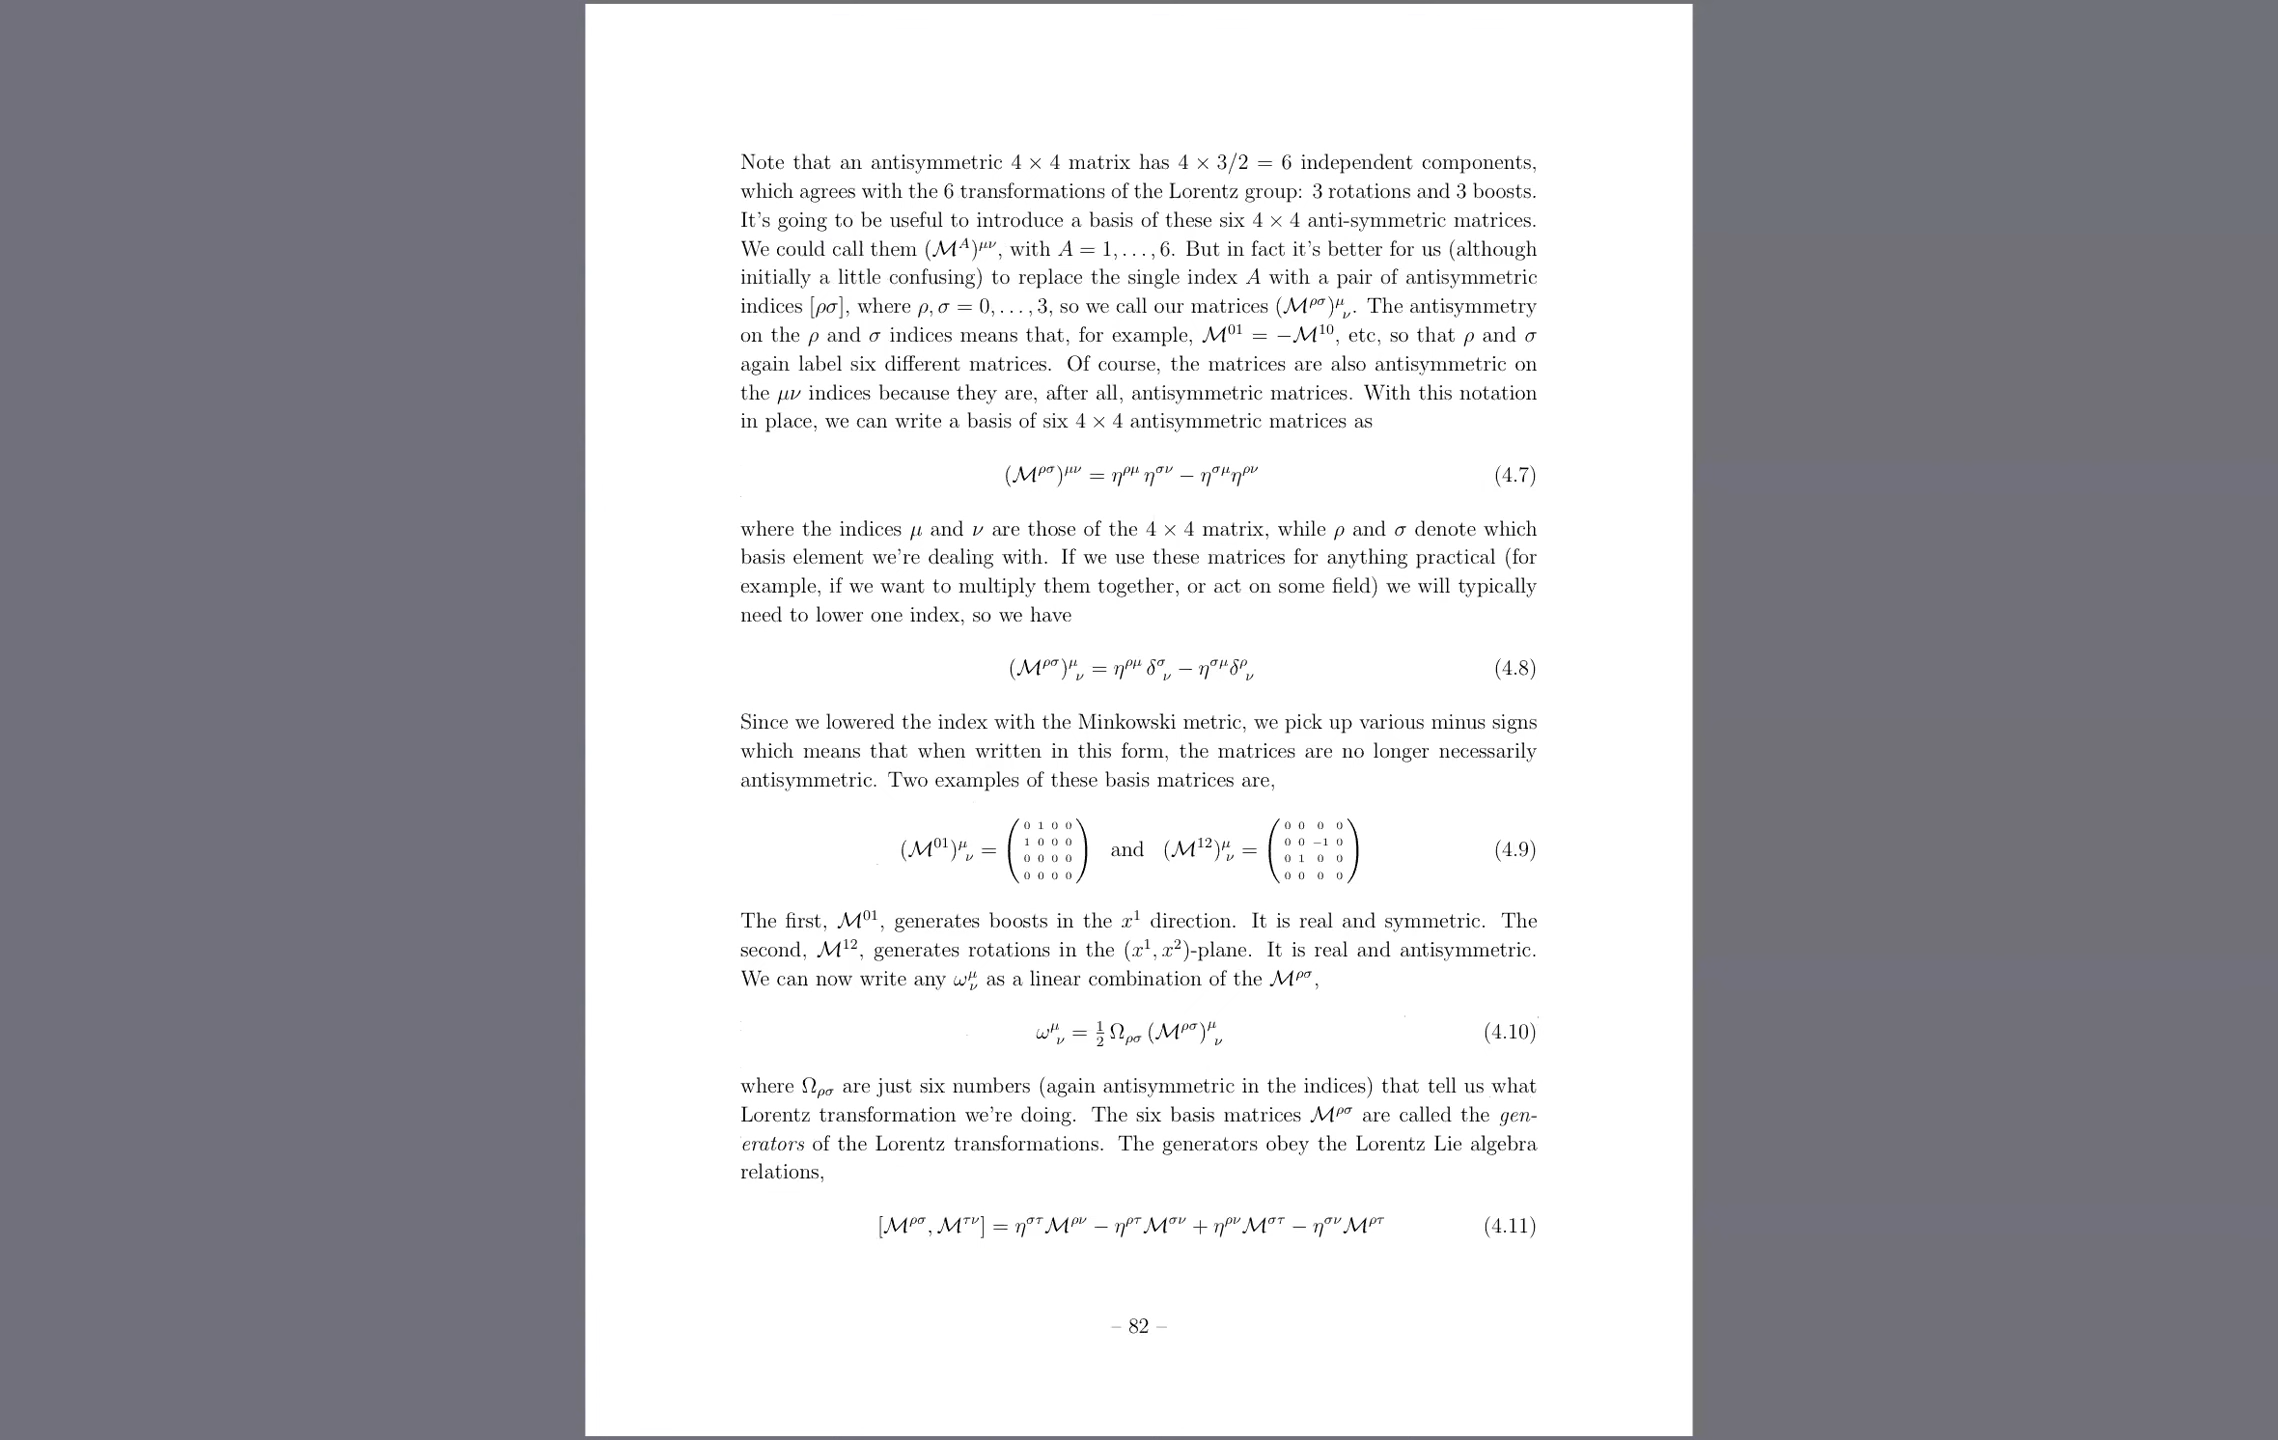 Note that an antisymmetric 4 × 4 matrix has 4 × 3/2 = 6 independent components,
which agrees with the 6 transformations of the Lorentz group: 3 rotations and 3 boosts.
It's going to be useful to introduce a basis of these six 4 × 4 anti-symmetric matrices.
We could call them (ℳ^A)^{μν}, with A = 1, . . . , 6. But in fact it's better for us (although
initially a little confusing) to replace the single index A with a pair of antisymmetric
indices [ρσ], where ρ, σ = 0, . . . , 3, so we call our matrices (ℳ^{ρσ})^μ_ν. The antisymmetry
on the ρ and σ indices means that, for example, ℳ^{01} = −ℳ^{10}, etc, so that ρ and σ
again label six different matrices. Of course, the matrices are also antisymmetric on
the μν indices because they are, after all, antisymmetric matrices. With this notation
in place, we can write a basis of six 4 × 4 antisymmetric matrices as
(ℳ^{ρσ})^{μν} = η^{ρμ} η^{σν} − η^{σμ} η^{ρν} (4.7)
where the indices μ and ν are those of the 4 × 4 matrix, while ρ and σ denote which
basis element we're dealing with. If we use these matrices for anything practical (for
example, if we want to multiply them together, or act on some field) we will typically
need to lower one index, so we have
(ℳ^{ρσ})^μ_ν = η^{ρμ} δ^σ_ν − η^{σμ} δ^ρ_ν (4.8)
Since we lowered the index with the Minkowski metric, we pick up various minus signs
which means that when written in this form, the matrices are no longer necessarily
antisymmetric. Two examples of these basis matrices are,
(ℳ^{01})^μ_ν = ( 0 1 0 0 ; 1 0 0 0 ; 0 0 0 0 ; 0 0 0 0 ) and (ℳ^{12})^μ_ν = ( 0 0 0 0 ; 0 0 −1 0 ; 0 1 0 0 ; 0 0 0 0 ) (4.9)
The first, ℳ^{01}, generates boosts in the x^1 direction. It is real and symmetric. The
second, ℳ^{12}, generates rotations in the (x^1, x^2)-plane. It is real and antisymmetric.
We can now write any ω^μ_ν as a linear combination of the ℳ^{ρσ},
ω^μ_ν = ½ Ω_{ρσ} (ℳ^{ρσ})^μ_ν (4.10)
where Ω_{ρσ} are just six numbers (again antisymmetric in the indices) that tell us what
Lorentz transformation we're doing. The six basis matrices ℳ^{ρσ} are called the gen-
erators of the Lorentz transformations. The generators obey the Lorentz Lie algebra
relations,
[ℳ^{ρσ}, ℳ^{τν}] = η^{στ} ℳ^{ρν} − η^{ρτ} ℳ^{σν} + η^{ρν} ℳ^{στ} − η^{σν} ℳ^{ρτ} (4.11)
– 82 –